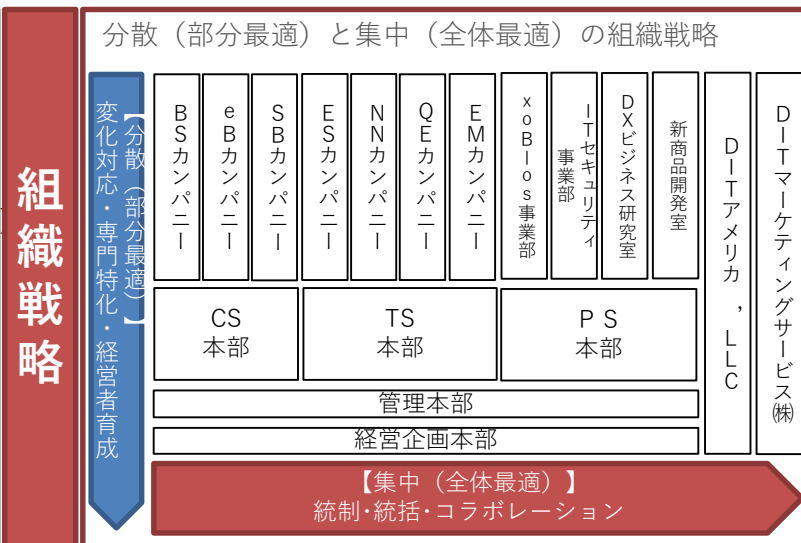 組織戦略
分散（部分最適）と集中（全体最適）の組織戦略
【分散（部分最適）】
変化対応・専門特化・経営者育成
BSカンパニー
eBカンパニー
SBカンパニー
ESカンパニー
NNカンパニー
QEカンパニー
EMカンパニー
xoBlos事業部
ITセキュリティ
事業部
DXビジネス研究室
新商品開発室
DITアメリカ，LLC
DITマーケティングサービス㈱
CS
本部
TS
本部
PS
本部
管理本部
経営企画本部
【集中（全体最適）】
統制･統括･コラボレーション